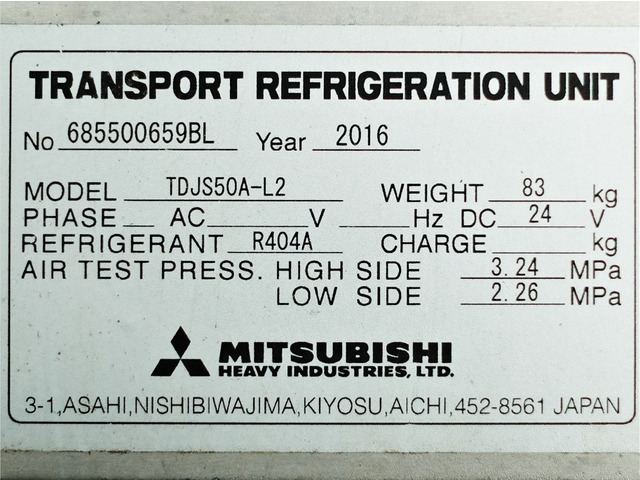 TRANSPORT REFRIGERATION UNIT
No 685500659BL Year 2016
MODEL TDJS50A-L2 WEIGHT 83 kg
PHASE AC V Hz DC 24 V
REFRIGERANT R404A CHARGE kg
AIR TEST PRESS. HIGH SIDE 3.24 MPa
LOW SIDE 2.26 MPa
MITSUBISHI
HEAVY INDUSTRIES, LTD.
3-1,ASAHI,NISHIBIWAJIMA,KIYOSU,AICHI,452-8561 JAPAN